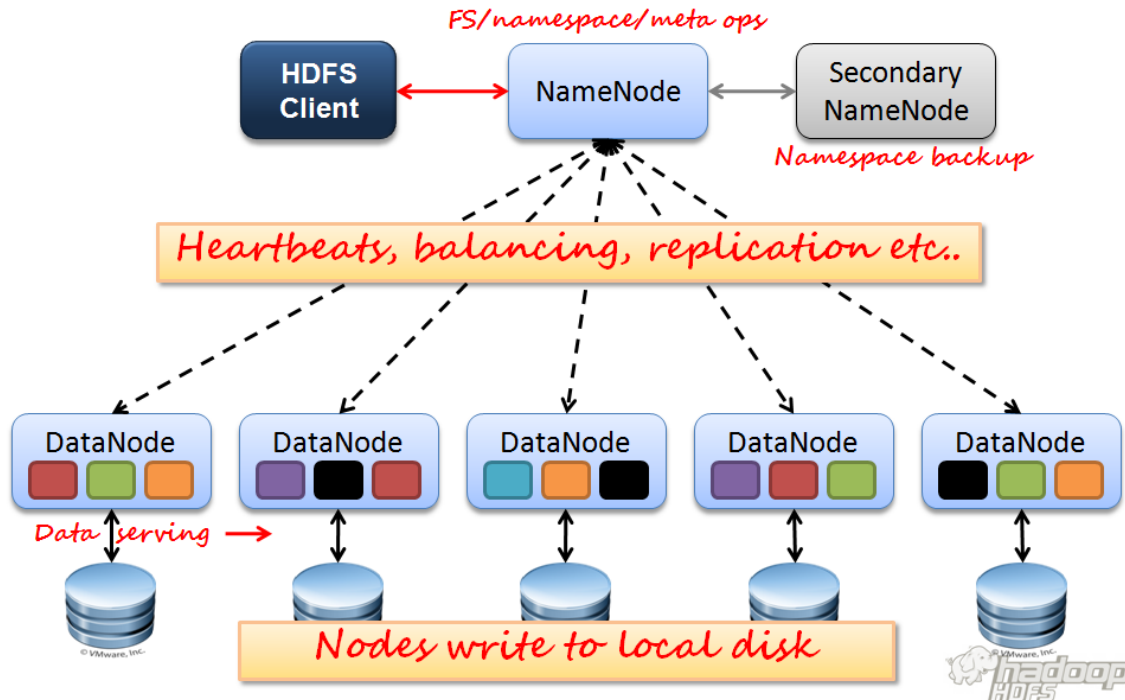 FS/namespace/meta ops
HDFS
Client
NameNode
Secondary
NameNode
Namespace backup
Heartbeats, balancing, replication etc..
DataNode
DataNode
DataNode
DataNode
DataNode
Data serving
Nodes write to local disk
© VMware, Inc.
©VMware, Inc.
hadoop
HDFS